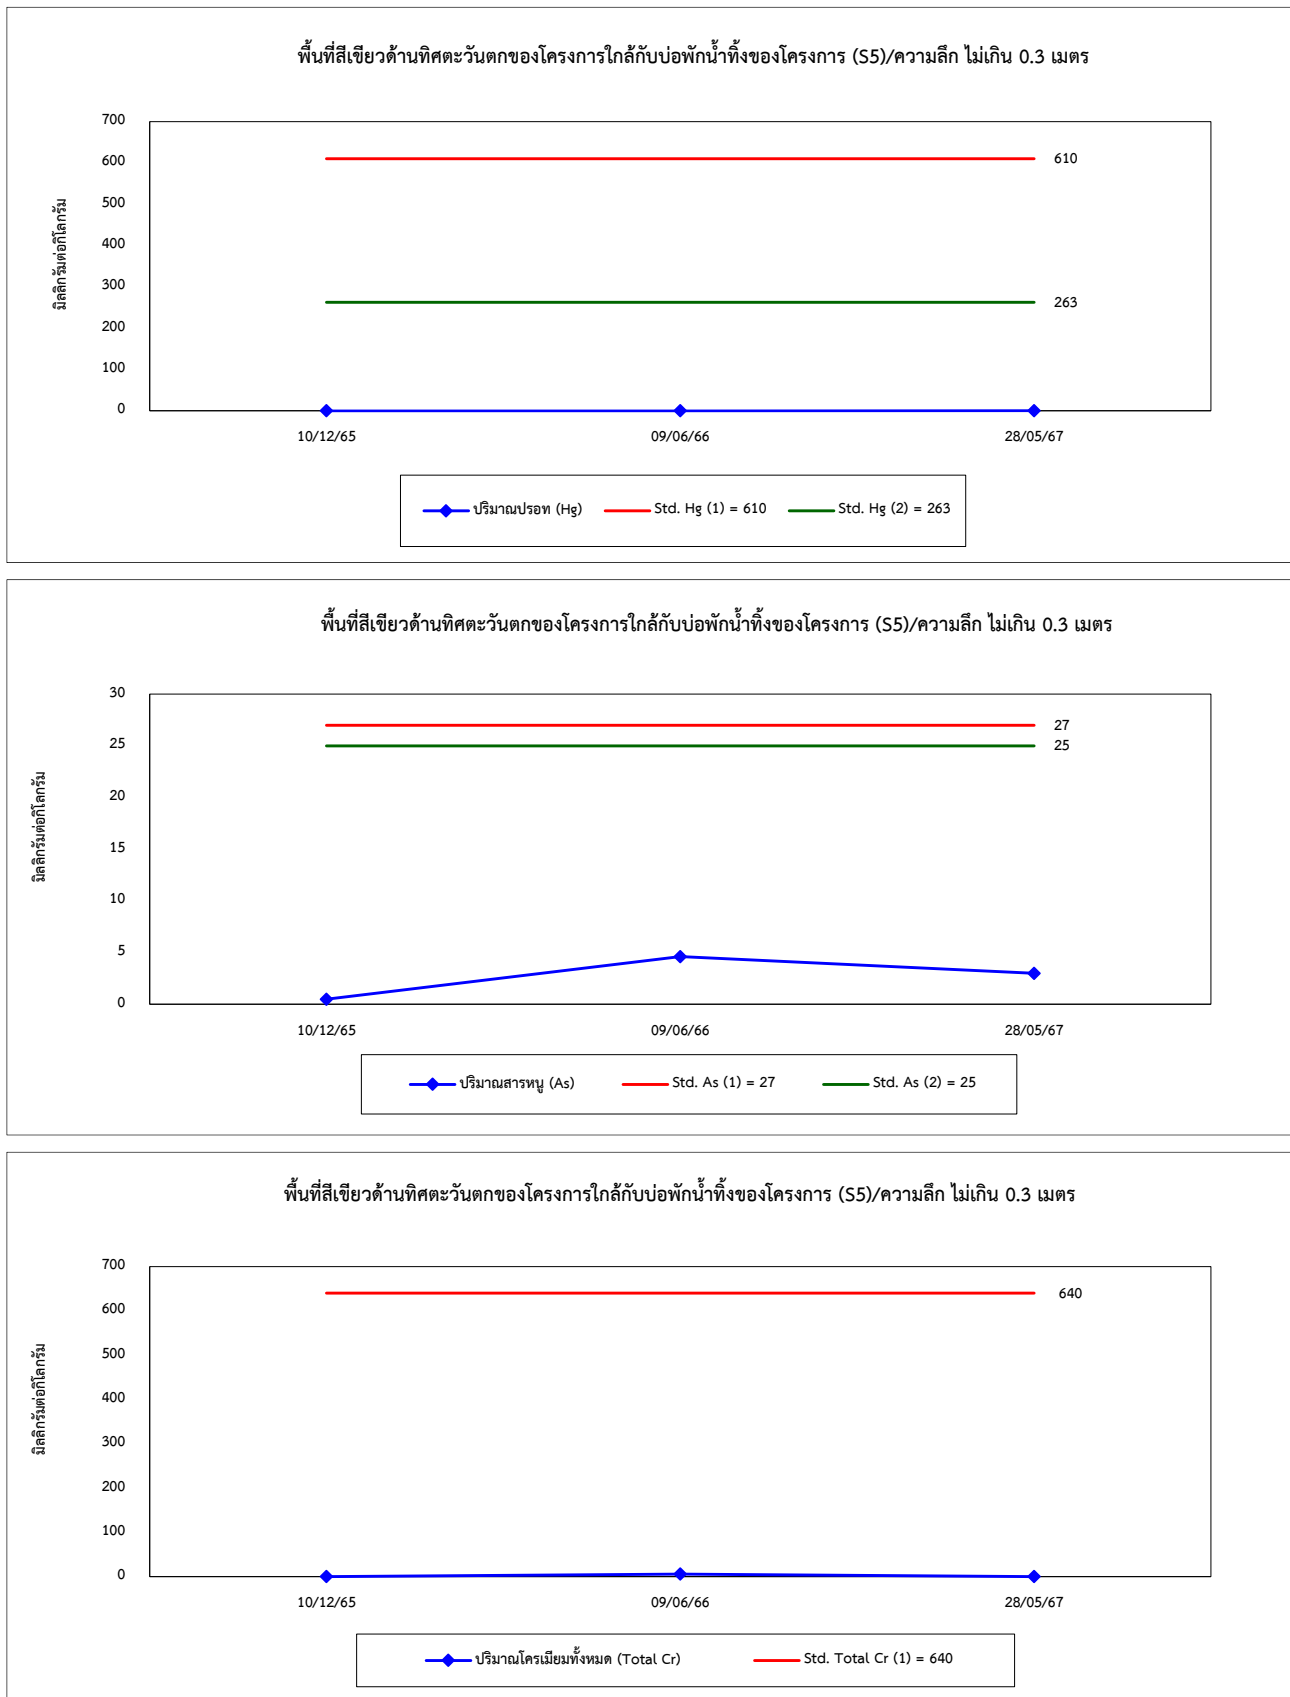 พื้นที่สีเขียวด้านทิศตะวันตกของโครงการใกล้กับบ่อพักน้ำทิ้งของโครงการ (S5)/ความลึก ไม่เกิน 0.3 เมตร
มิลลิกรัมต่อกิโลกรัม
700
600
500
400
300
200
100
0
610
263
10/12/65 09/06/66 28/05/67
ปริมาณปรอท (Hg) Std. Hg (1) = 610 Std. Hg (2) = 263
พื้นที่สีเขียวด้านทิศตะวันตกของโครงการใกล้กับบ่อพักน้ำทิ้งของโครงการ (S5)/ความลึก ไม่เกิน 0.3 เมตร
มิลลิกรัมต่อกิโลกรัม
30
25
20
15
10
5
0
27
25
10/12/65 09/06/66 28/05/67
ปริมาณสารหนู (As) Std. As (1) = 27 Std. As (2) = 25
พื้นที่สีเขียวด้านทิศตะวันตกของโครงการใกล้กับบ่อพักน้ำทิ้งของโครงการ (S5)/ความลึก ไม่เกิน 0.3 เมตร
มิลลิกรัมต่อกิโลกรัม
700
600
500
400
300
200
100
0
640
10/12/65 09/06/66 28/05/67
ปริมาณโครเมียมทั้งหมด (Total Cr) Std. Total Cr (1) = 640